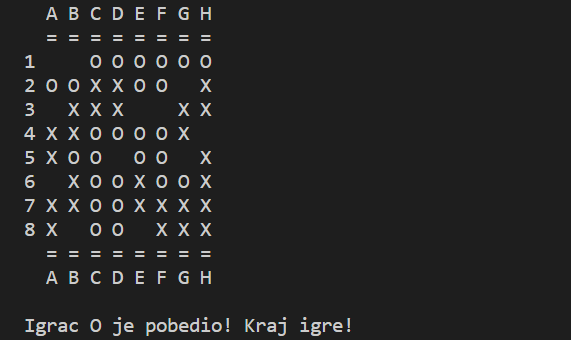 A B C D E F G H
  = = = = = = = =
1     O O O O O O
2 O O X X O O   X
3   X X X     X X
4 X X O O O O X
5 X O O   O O   X
6   X O O X O O X
7 X X O O X X X X
8 X   O O   X X X
  = = = = = = = =
  A B C D E F G H
Igrac O je pobedio! Kraj igre!